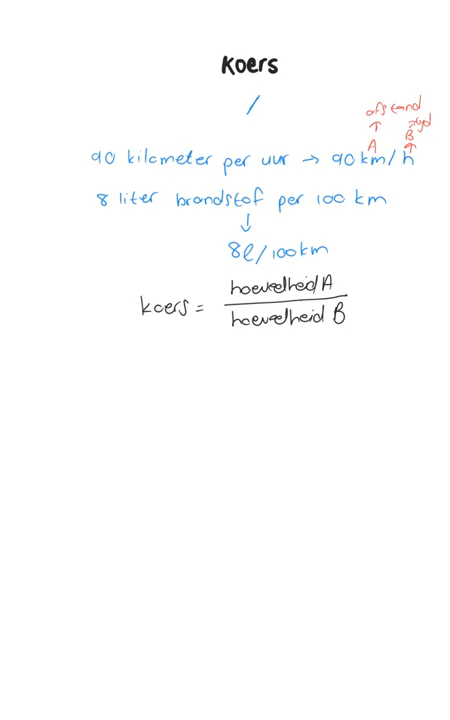 Koers
/
afstand
tyd
A
B
90 kilometer per uur → 90 km/h
8 liter brandstof per 100 km
8l/100km
koers = hoeveelheid A / hoeveelheid B